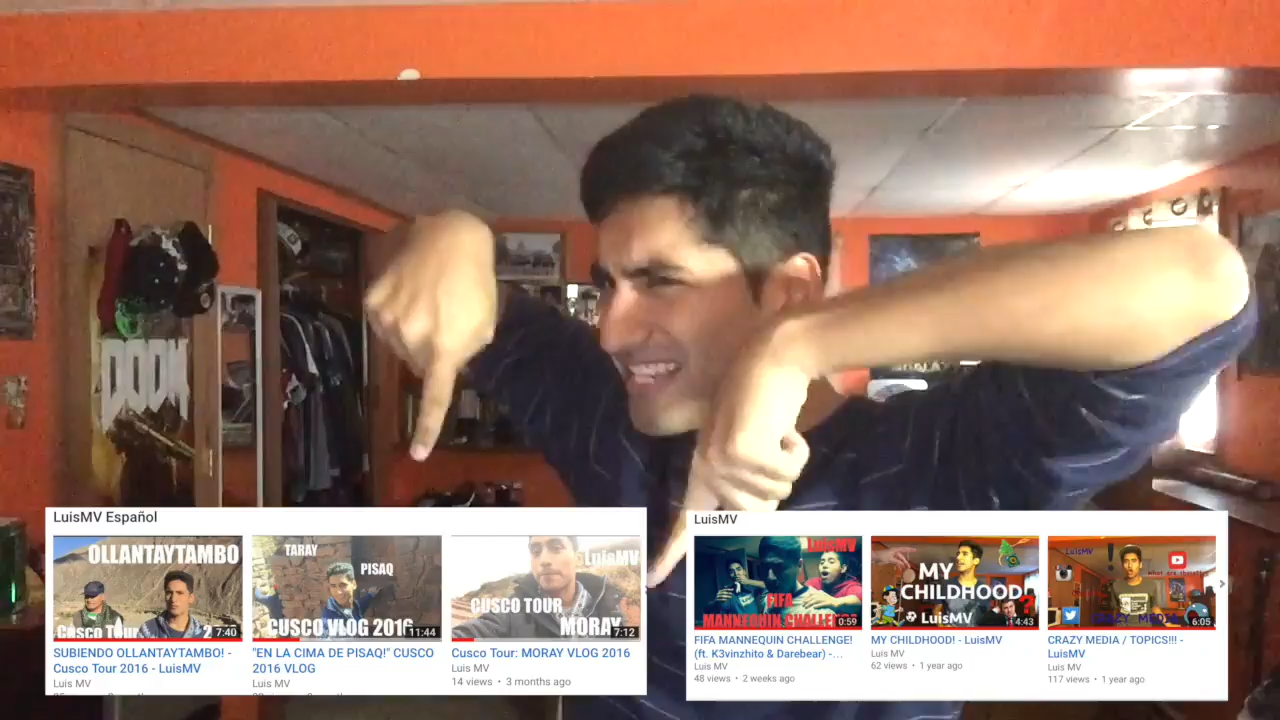 DOOM
LuisMV Español
OLLANTAYTAMBO
Cusco Tour
7:40
SUBIENDO OLLANTAYTAMBO! -
Cusco Tour 2016 - LuisMV
Luis MV
TARAY
PISAQ
CUSCO VLOG 2016
11:44
"EN LA CIMA DE PISAQ!" CUSCO
2016 VLOG
Luis MV
LuisMV
CUSCO TOUR
MORAY
7:12
Cusco Tour: MORAY VLOG 2016
Luis MV
14 views • 3 months ago
LuisMV
LuisMV
FIFA
MANNEQUIN CHALLENGE
0:59
FIFA MANNEQUIN CHALLENGE!
(ft. K3vinzhito & Darebear) -…
Luis MV
48 views • 2 weeks ago
MY
CHILDHOOD!
LuisMV
?
4:43
MY CHILDHOOD! - LuisMV
Luis MV
62 views • 1 year ago
LuisMV
CRAZY MEDIA
6:05
CRAZY MEDIA / TOPICS!!! -
LuisMV
Luis MV
117 views • 1 year ago